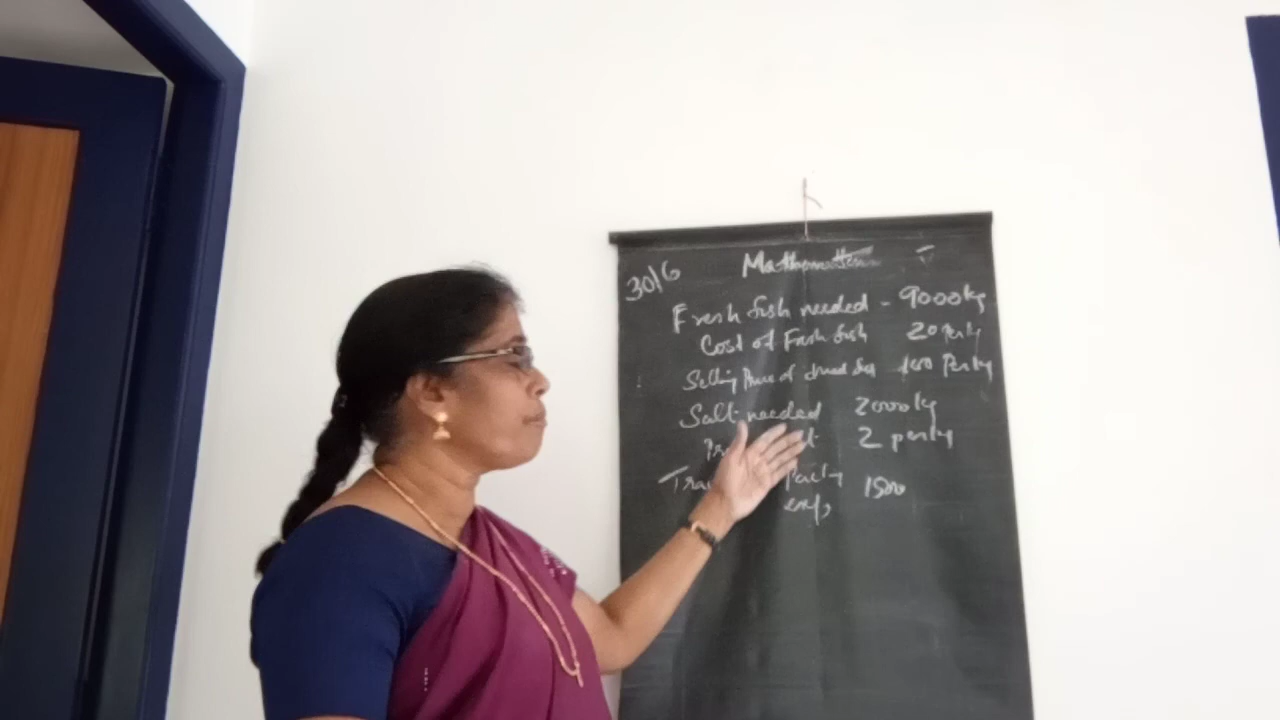 30/6 Mathematics V
Fresh fish needed - 9000kg
Cost of Fresh fish 20 per kg
Selling Price of dried fish 100 Per kg
Salt needed 2000kg
2 per kg
1500